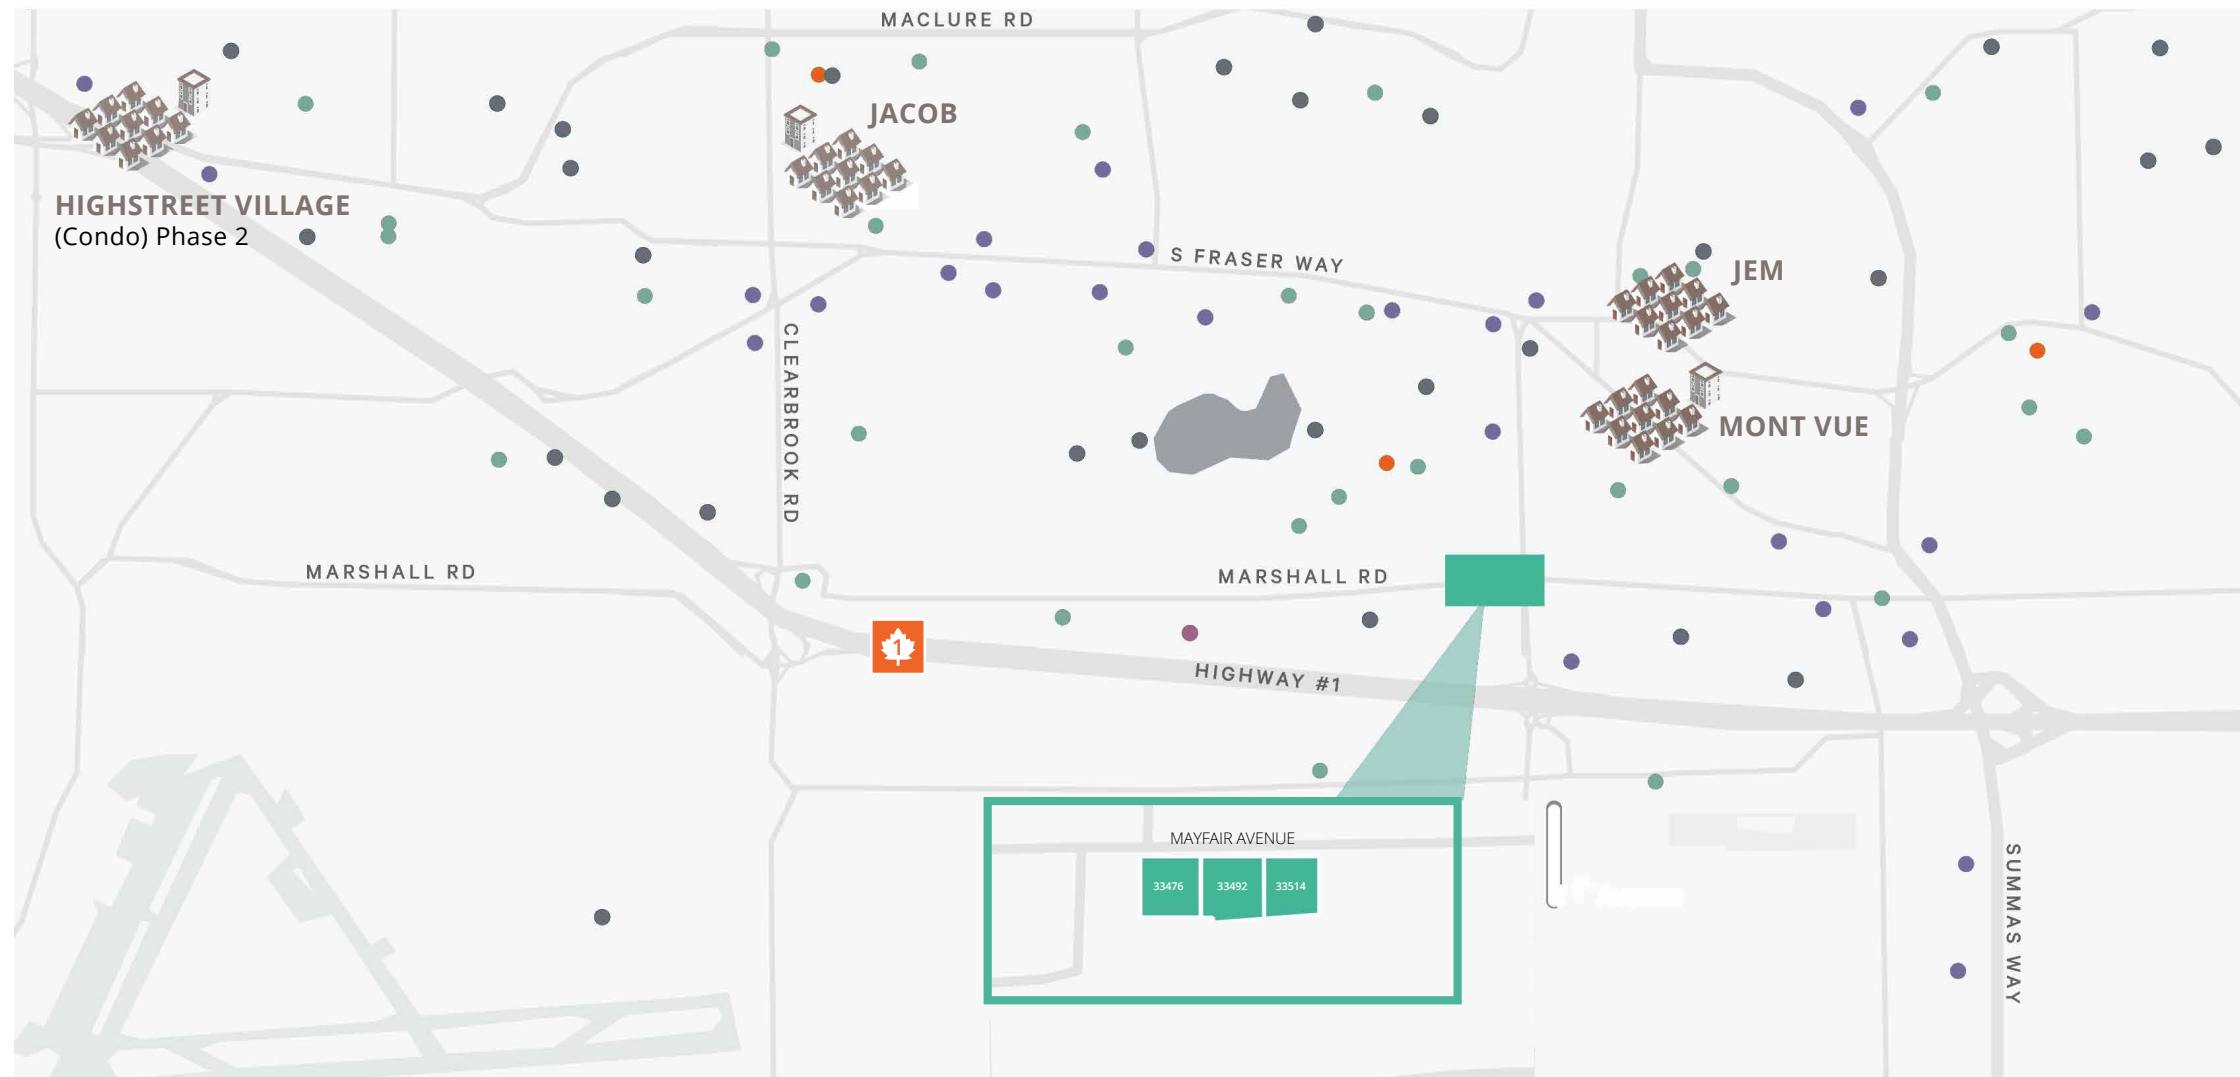 MACLURE RD
JACOB
HIGHSTREET VILLAGE
(Condo) Phase 2
S FRASER WAY
JEM
CLEARBROOK RD
MONT VUE
MARSHALL RD
MARSHALL RD
1
HIGHWAY #1
MAYFAIR AVENUE
33476
33492
33514
SUMMAS WAY